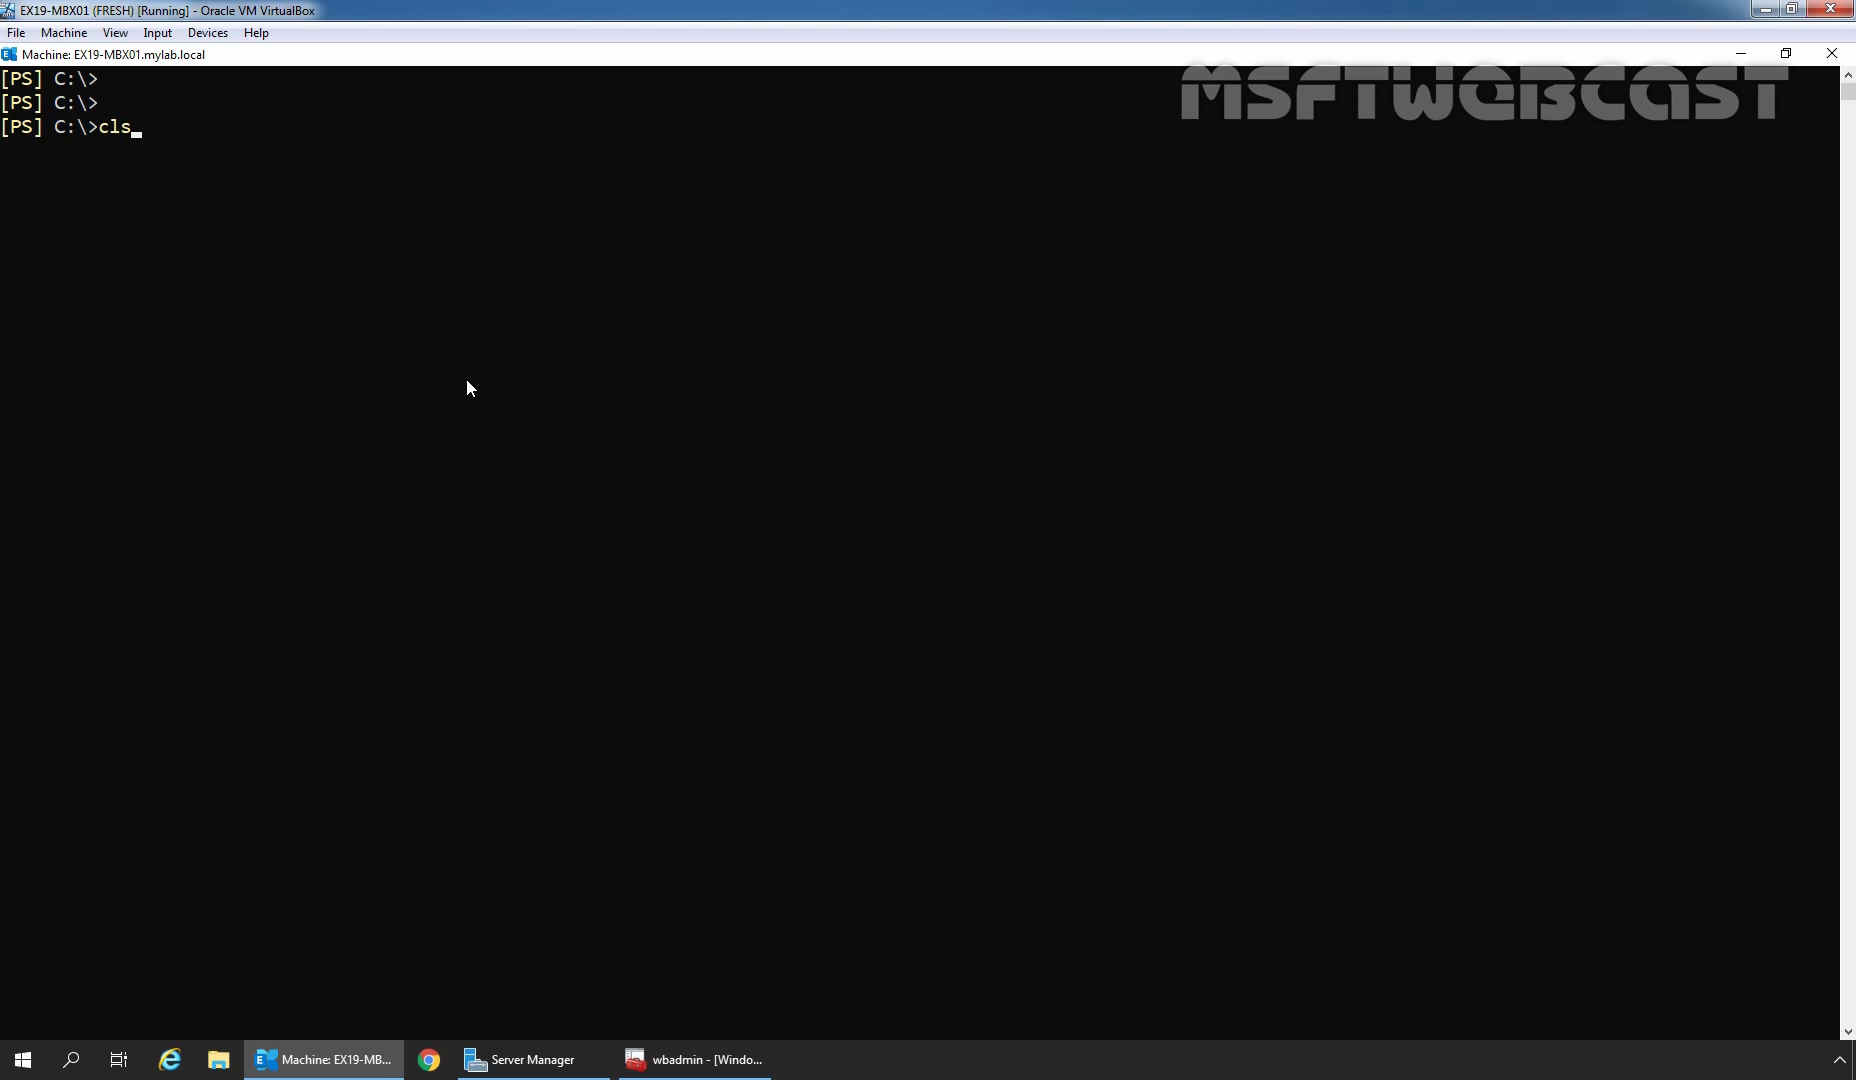 EX19-MBX01 (FRESH) [Running] - Oracle VM VirtualBox
File Machine View Input Devices Help
Machine: EX19-MBX01.mylab.local
[PS] C:\>
[PS] C:\>
[PS] C:\>cls
MSFTWEBCAST
Machine: EX19-MB... Server Manager wbadmin - [Windo...